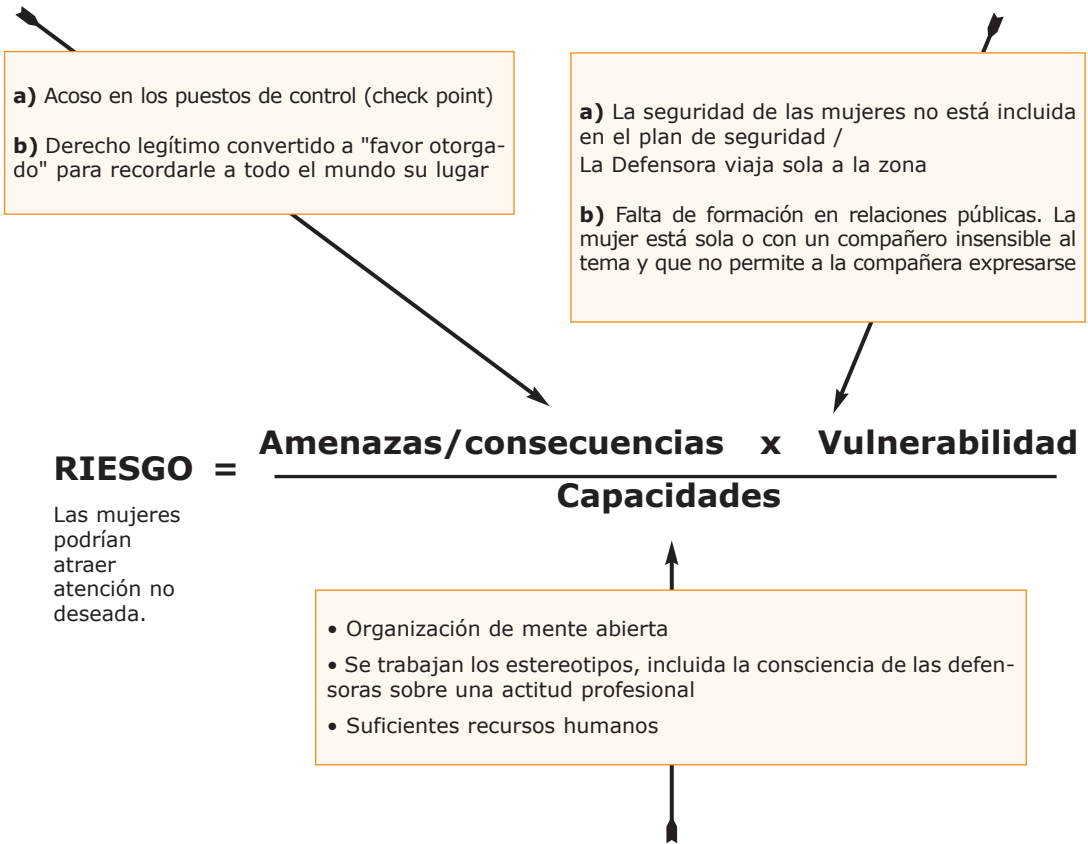 a) Acoso en los puestos de control (check point)
b) Derecho legítimo convertido a "favor otorga-
do" para recordarle a todo el mundo su lugar
a) La seguridad de las mujeres no está incluida
en el plan de seguridad /
La Defensora viaja sola a la zona
b) Falta de formación en relaciones públicas. La
mujer está sola o con un compañero insensible al
tema y que no permite a la compañera expresarse
RIESGO =
Amenazas/consecuencias x Vulnerabilidad
Capacidades
Las mujeres
podrían
atraer
atención no
deseada.
• Organización de mente abierta
• Se trabajan los estereotipos, incluida la consciencia de las defen-
soras sobre una actitud profesional
• Suficientes recursos humanos